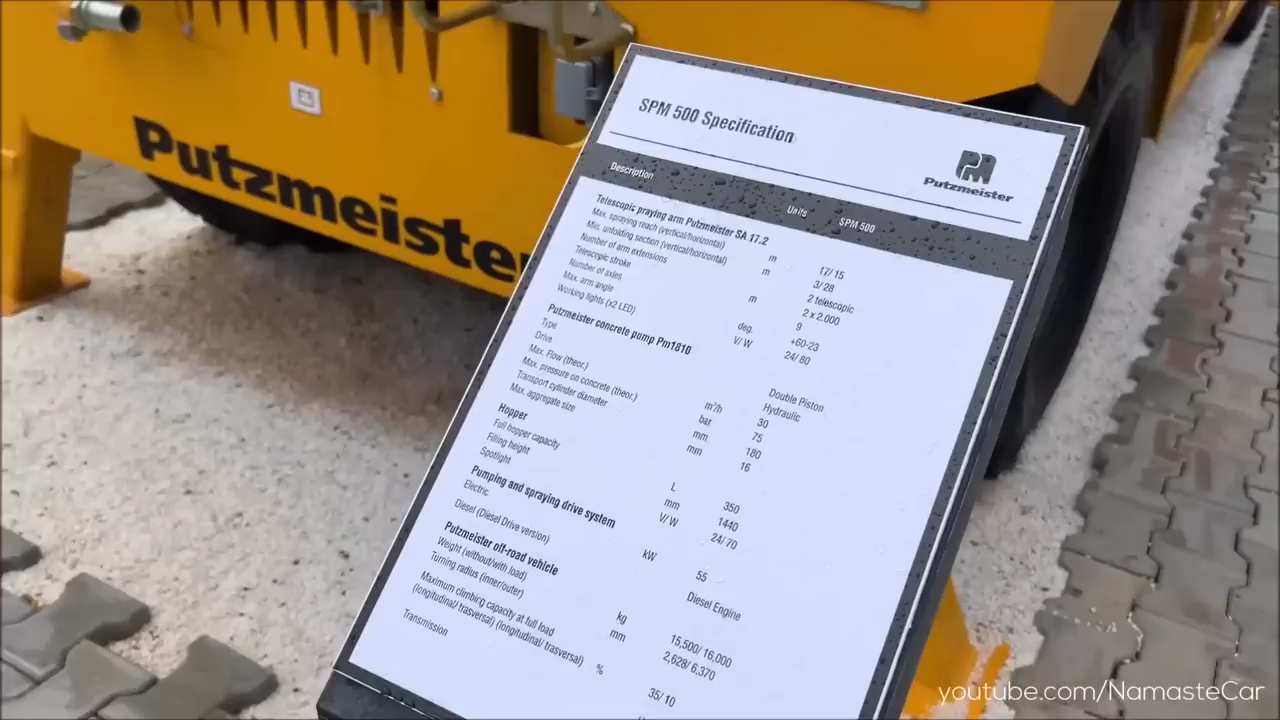 Putzmeister
SPM 500 Specification
Putzmeister
Description Units SPM 500
Telescopic praying arm Putzmeister SA 17.2
Max. spraying reach (vertical/horizontal) m 17/ 15
Min. unfolding section (vertical/horizontal) m 3/ 28
Number of arm extensions 2 telescopic
Telescopic stroke m 2 x 2.000
Number of axles 9
Max. arm angle deg. +60-23
Working lights (x2 LED) V/ W 24/ 80
Putzmeister concrete pump Pm1810
Type Double Piston
Drive Hydraulic
Max. Flow (theor.) m³/h 30
Max. pressure on concrete (theor.) bar 75
Transport cylinder diameter mm 180
Max. aggregate size mm 16
Hopper
Full hopper capacity L 350
Filling height mm 1440
Spotlight V/ W 24/ 70
Pumping and spraying drive system
Electric kW 55
Diesel (Diesel Drive version) Diesel Engine
Putzmeister off-road vehicle
Weight (without/with load) kg 15,500/ 16,000
Turning radius (inner/outer) mm 2,628/ 6,370
Maximum climbing capacity at full load
(longitudinal/ trasversal) (longitudinal/ trasversal) % 35/ 10
Transmission
youtube.com/NamasteCar